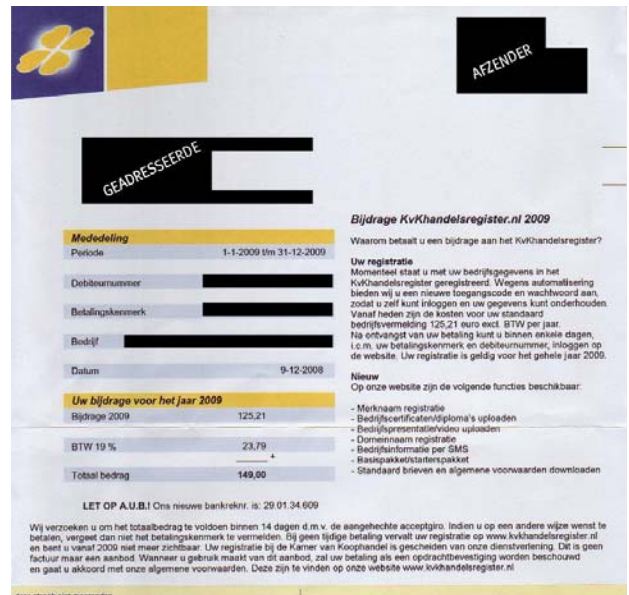 AFZENDER
GEADRESSEERDE
Mededeling
Periode 1-1-2009 t/m 31-12-2009
Debiteurnummer
Betalingskenmerk
Bedrijf
Datum 9-12-2008
Uw bijdrage voor het jaar 2009
Bijdrage 2009 125,21
BTW 19 % 23,79
+
Totaal bedrag 149,00
Bijdrage KvKhandelsregister.nl 2009
Waarom betaalt u een bijdrage aan het KvKhandelsregister?
Uw registratie
Momenteel staat u met uw bedrijfsgegevens in het
KvKhandelsregister geregistreerd. Wegens automatisering
bieden wij u een nieuwe toegangscode en wachtwoord aan,
zodat u zelf kunt inloggen en uw gegevens kunt onderhouden.
Vanaf heden zijn de kosten voor uw standaard
bedrijfsvermelding 125,21 euro excl. BTW per jaar.
Na ontvangst van uw betaling kunt u binnen enkele dagen,
i.c.m. uw betalingskenmerk en debiteurnummer, inloggen op
de website. Uw registratie is geldig voor het gehele jaar 2009.
Nieuw
Op onze website zijn de volgende functies beschikbaar:
- Merknaam registratie
- Bedrijfscertificaten/diploma's uploaden
- Bedrijfspresentatie/video uploaden
- Domeinnaam registratie
- Bedrijfsinformatie per SMS
- Basispakket/starterspakket
- Standaard brieven en algemene voorwaarden downloaden
LET OP A.U.B.! Ons nieuwe bankreknr. is: 29.01.34.609
Wij verzoeken u om het totaalbedrag te voldoen binnen 14 dagen d.m.v. de aangehechte acceptgiro. Indien u op een andere wijze wenst te
betalen, vergeet dan niet het betalingskenmerk te vermelden. Bij geen tijdige betaling vervalt uw registratie op www.kvkhandelsregister.nl
en bent u vanaf 2009 niet meer zichtbaar. Uw registratie bij de Kamer van Koophandel is gescheiden van onze dienstverlening. Dit is geen
factuur maar een aanbod. Wanneer u gebruik maakt van dit aanbod, zal uw betaling als een opdrachtbevestiging worden beschouwd
en gaat u akkoord met onze algemene voorwaarden. Deze zijn te vinden op onze website www.kvkhandelsregister.nl